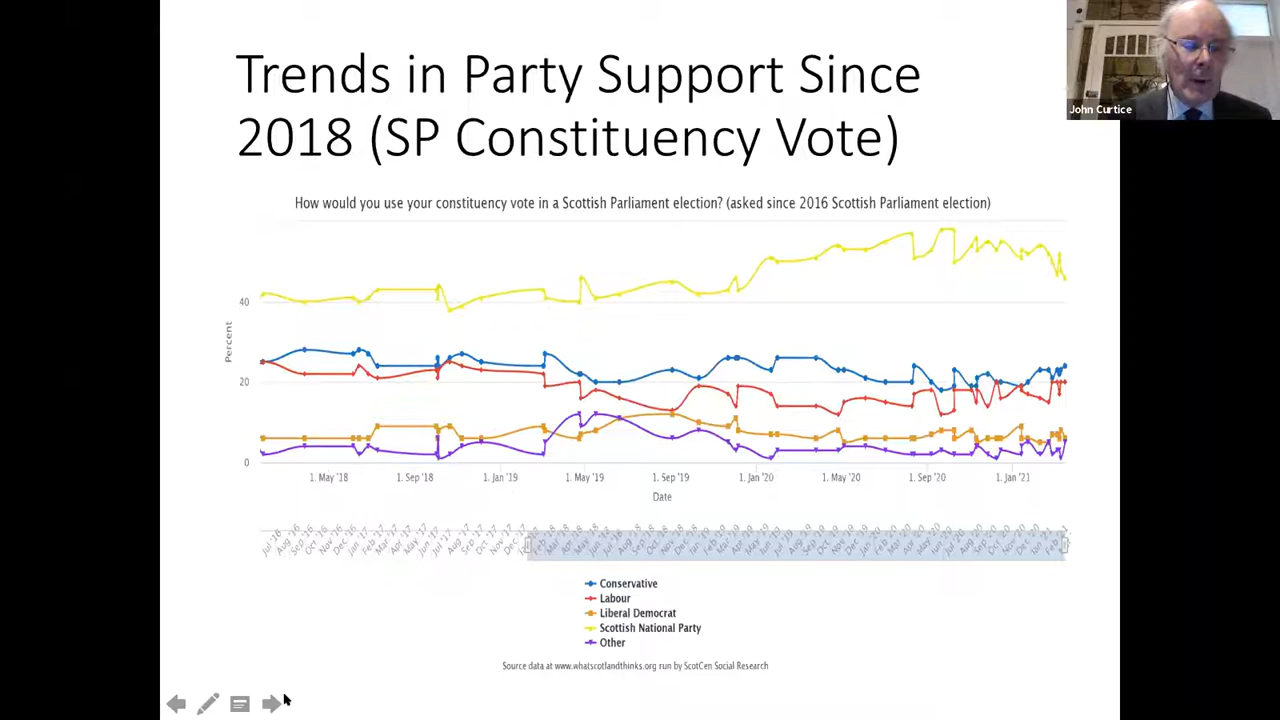 Trends in Party Support Since
2018 (SP Constituency Vote)
John Curtice
How would you use your constituency vote in a Scottish Parliament election? (asked since 2016 Scottish Parliament election)
Percent
40
20
0
1. May '18 1. Sep '18 1. Jan '19 1. May '19 1. Sep '19 1. Jan '20 1. May '20 1. Sep '20 1. Jan '21
Date
Conservative
Labour
Liberal Democrat
Scottish National Party
Other
Source data at www.whatscotlandthinks.org run by ScotCen Social Research